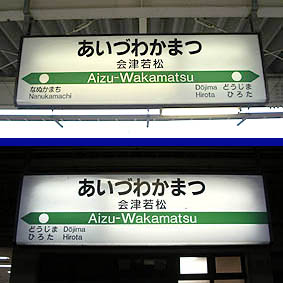 あいづわかまつ
会津若松
Aizu-Wakamatsu
なぬかまち
Nanukamachi
Dōjima どうじま
Hirota ひろた
あいづわかまつ
会津若松
Aizu-Wakamatsu
どうじま Dōjima
ひろた Hirota